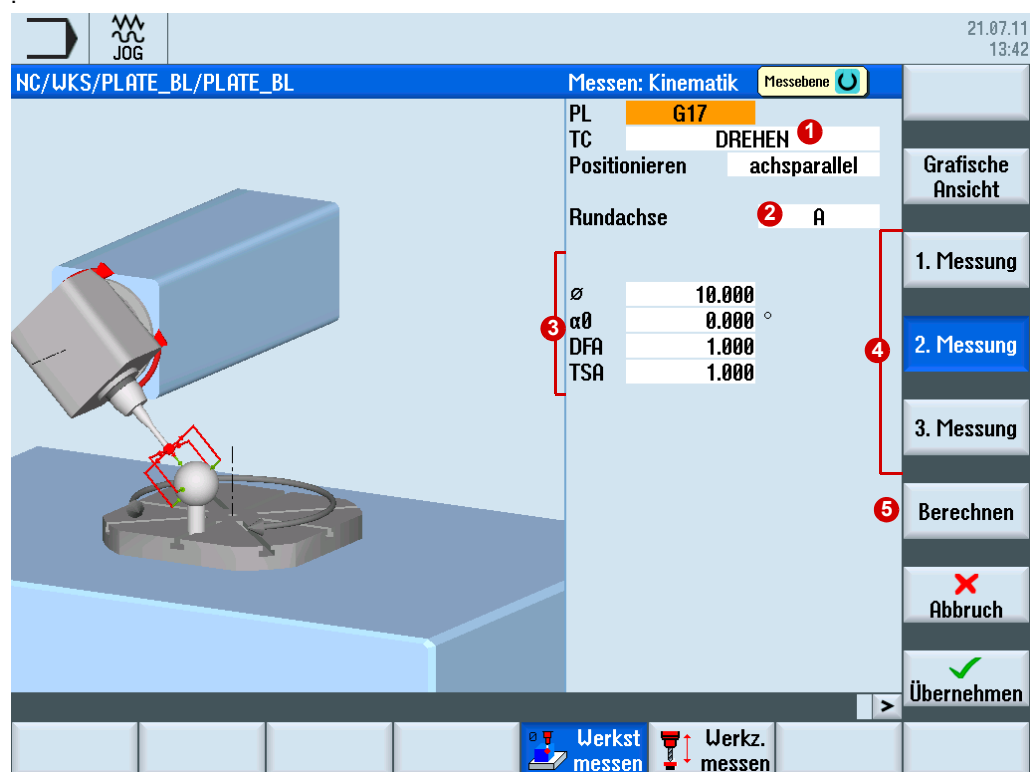 21.07.11
13:42
JOG
NC/WKS/PLATE_BL/PLATE_BL
Messen: Kinematik
Messebene
PL G17
TC DREHEN 1
Positionieren achsparallel
Rundachse 2 A
3
ø 10.000
α0 0.000 °
DFA 1.000
TSA 1.000
Grafische
Ansicht
1. Messung
4
2. Messung
3. Messung
5
Berechnen
Abbruch
Übernehmen
>
0 Werkst
messen
Werkz.
messen